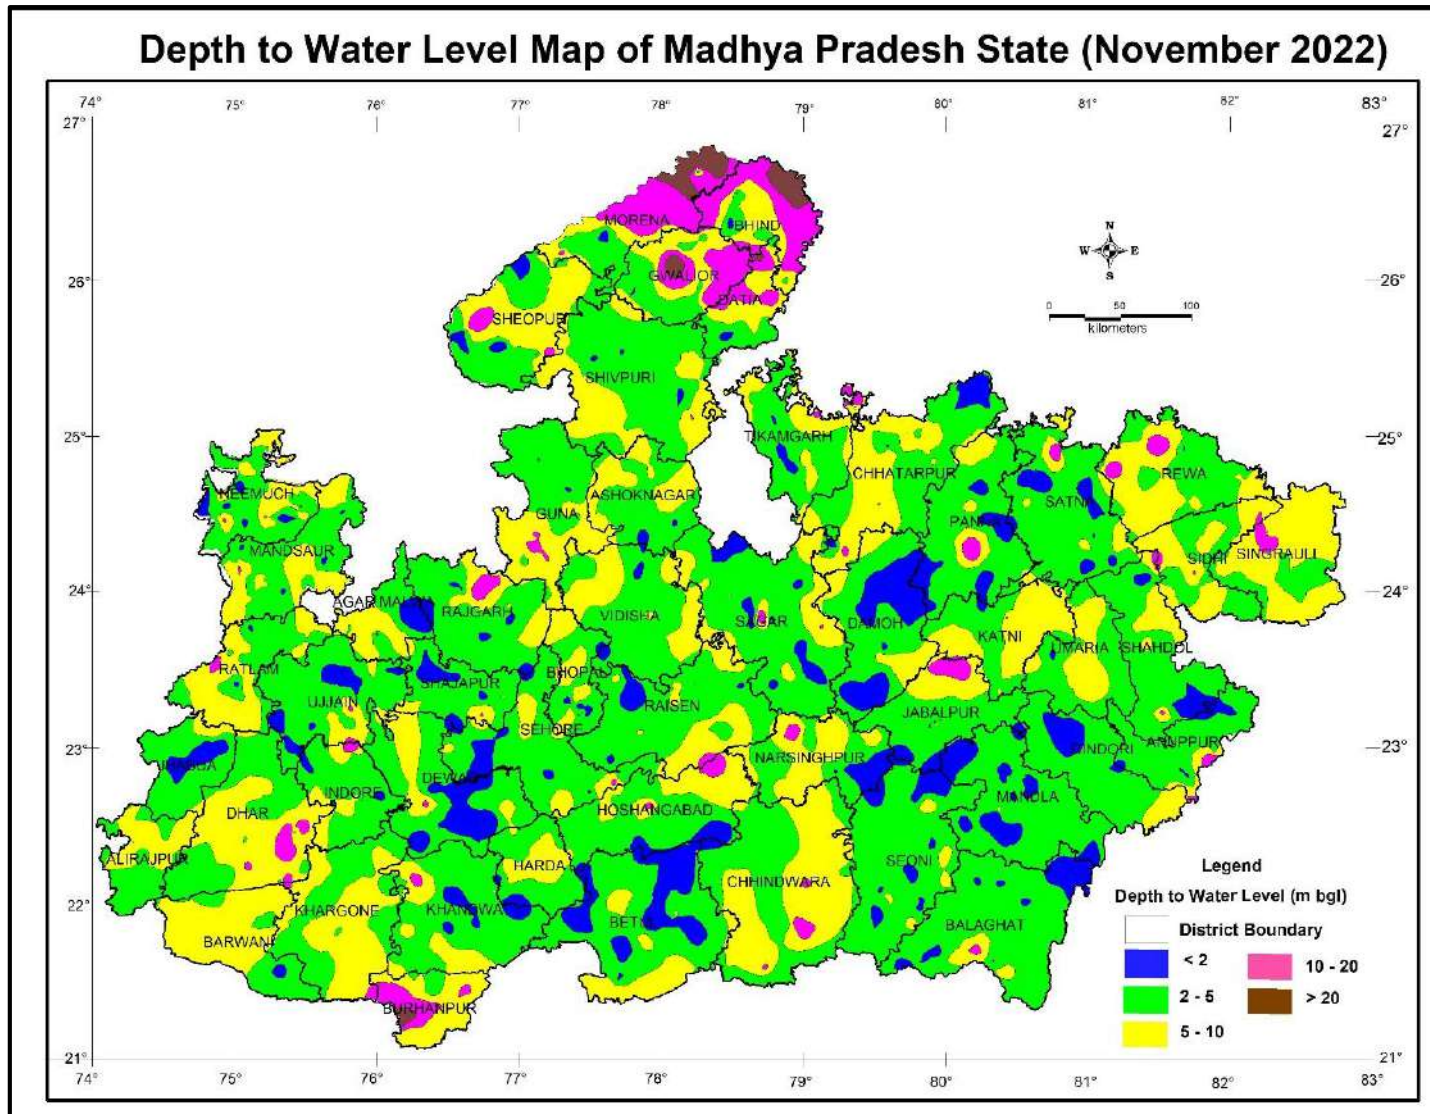 Depth to Water Level Map of Madhya Pradesh State (November 2022)
74° 75° 76° 77° 78° 79° 80° 81° 82° 83°
27° 27°
N
W E
S
0 50 100
kilometers
MORENA
BHIND
GWALIOR
26° 26°
DATIA
SHEOPUR
SHIVPURI
25° 25°
TIKAMGARH
CHHATARPUR
REWA
NEEMUCH
ASHOKNAGAR
SATNA
GUNA
PANNA
MANDSAUR
SIDHI
SINGRAULI
24° 24°
AGAR MALWA
RAJGARH
VIDISHA
SAGAR
DAMOH
KATNI
UMARIA
SHAHDOL
RATLAM
BHOPAL
SHAJAPUR
UJJAIN
RAISEN
JABALPUR
SEHORE
23° 23°
NARSINGHPUR
DINDORI
ANUPPUR
JHABUA
DEWAS
INDORE
MANDLA
DHAR
HOSHANGABAD
ALIRAJPUR
HARDA
SEONI
CHHINDWARA
22° 22°
KHARGONE
KHANDWA
BETUL
BALAGHAT
BARWANI
BURHANPUR
Legend
Depth to Water Level (m bgl)
District Boundary
< 2 10 - 20
2 - 5 > 20
5 - 10
21° 21°
74° 75° 76° 77° 78° 79° 80° 81° 82° 83°